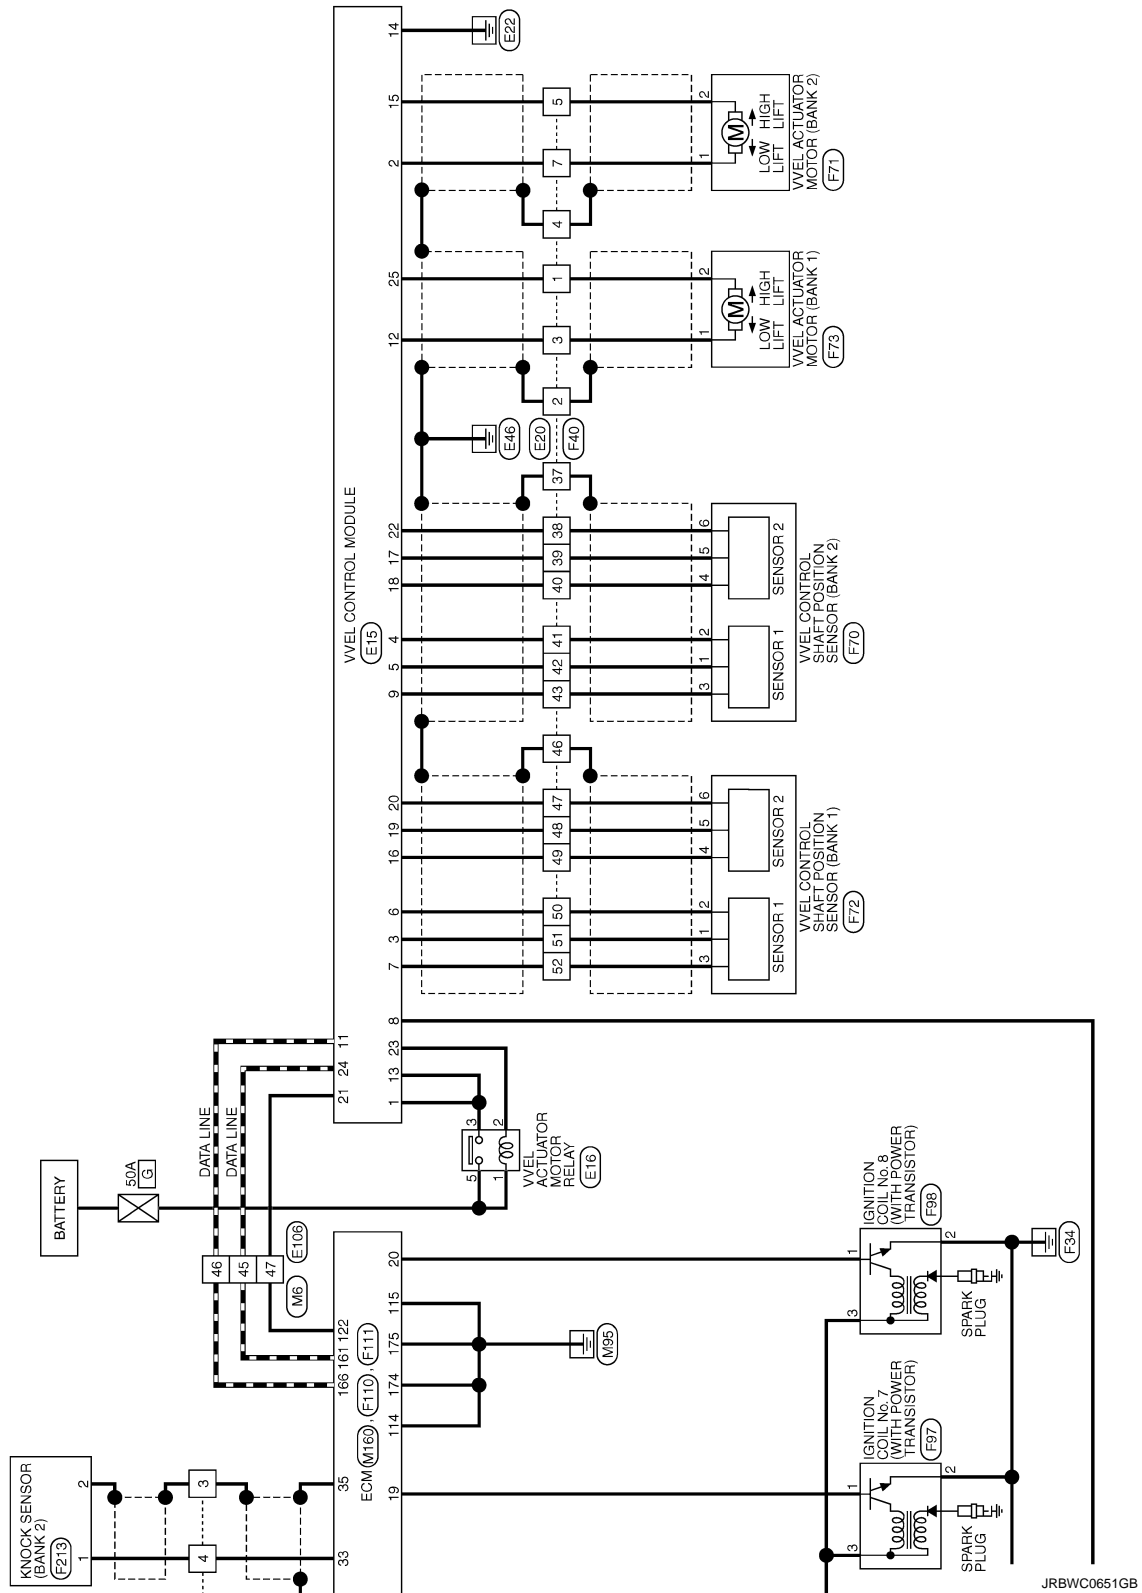 14
E22
15
5
2
HIGH
LIFT
LOW
LIFT
M
VVEL ACTUATOR
MOTOR (BANK 2)
F71
2
7
1
4
25
1
2
HIGH
LIFT
LOW
LIFT
M
VVEL ACTUATOR
MOTOR (BANK 1)
F73
12
3
1
2
E46
E20
F40
37
VVEL CONTROL MODULE
E15
22
38
6
17
39
5
18
40
4
SENSOR 2
4
41
2
5
42
1
9
43
3
SENSOR 1
VVEL CONTROL
SHAFT POSITION
SENSOR (BANK 2)
F70
46
20
47
6
19
48
5
16
49
4
SENSOR 2
6
50
2
3
51
1
7
52
3
SENSOR 1
VVEL CONTROL
SHAFT POSITION
SENSOR (BANK 1)
F72
8
23
13
1
11
24
21
DATA LINE
DATA LINE
3
2
5
1
VVEL
ACTUATOR
MOTOR
RELAY
E16
BATTERY
50A
G
46
45
47
E106
M6
122
161
166
ECM
M160
,
F110
,
F111
20
115
175
174
114
19
35
33
M95
IGNITION
COIL No. 8
(WITH POWER
TRANSISTOR)
F98
1
2
3
SPARK
PLUG
F34
IGNITION
COIL No. 7
(WITH POWER
TRANSISTOR)
F97
1
2
3
SPARK
PLUG
KNOCK SENSOR
(BANK 2)
F213
2
1
3
4
JRBWC0651GB